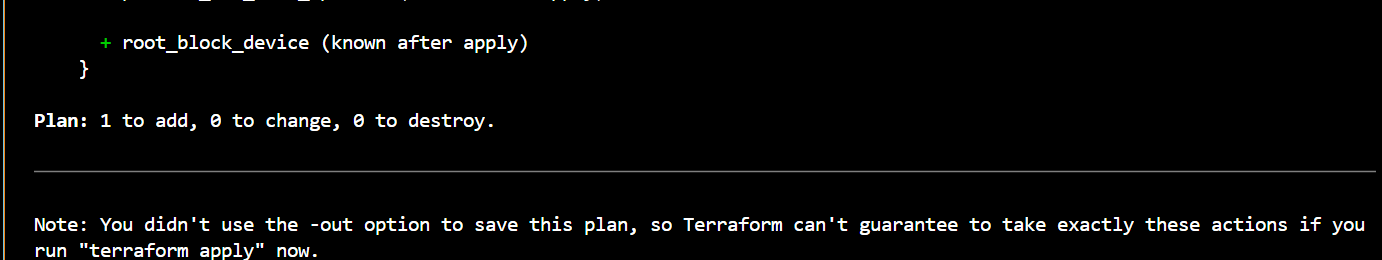 + root_block_device (known after apply)
}
Plan: 1 to add, 0 to change, 0 to destroy.
Note: You didn't use the -out option to save this plan, so Terraform can't guarantee to take exactly these actions if you
run "terraform apply" now.